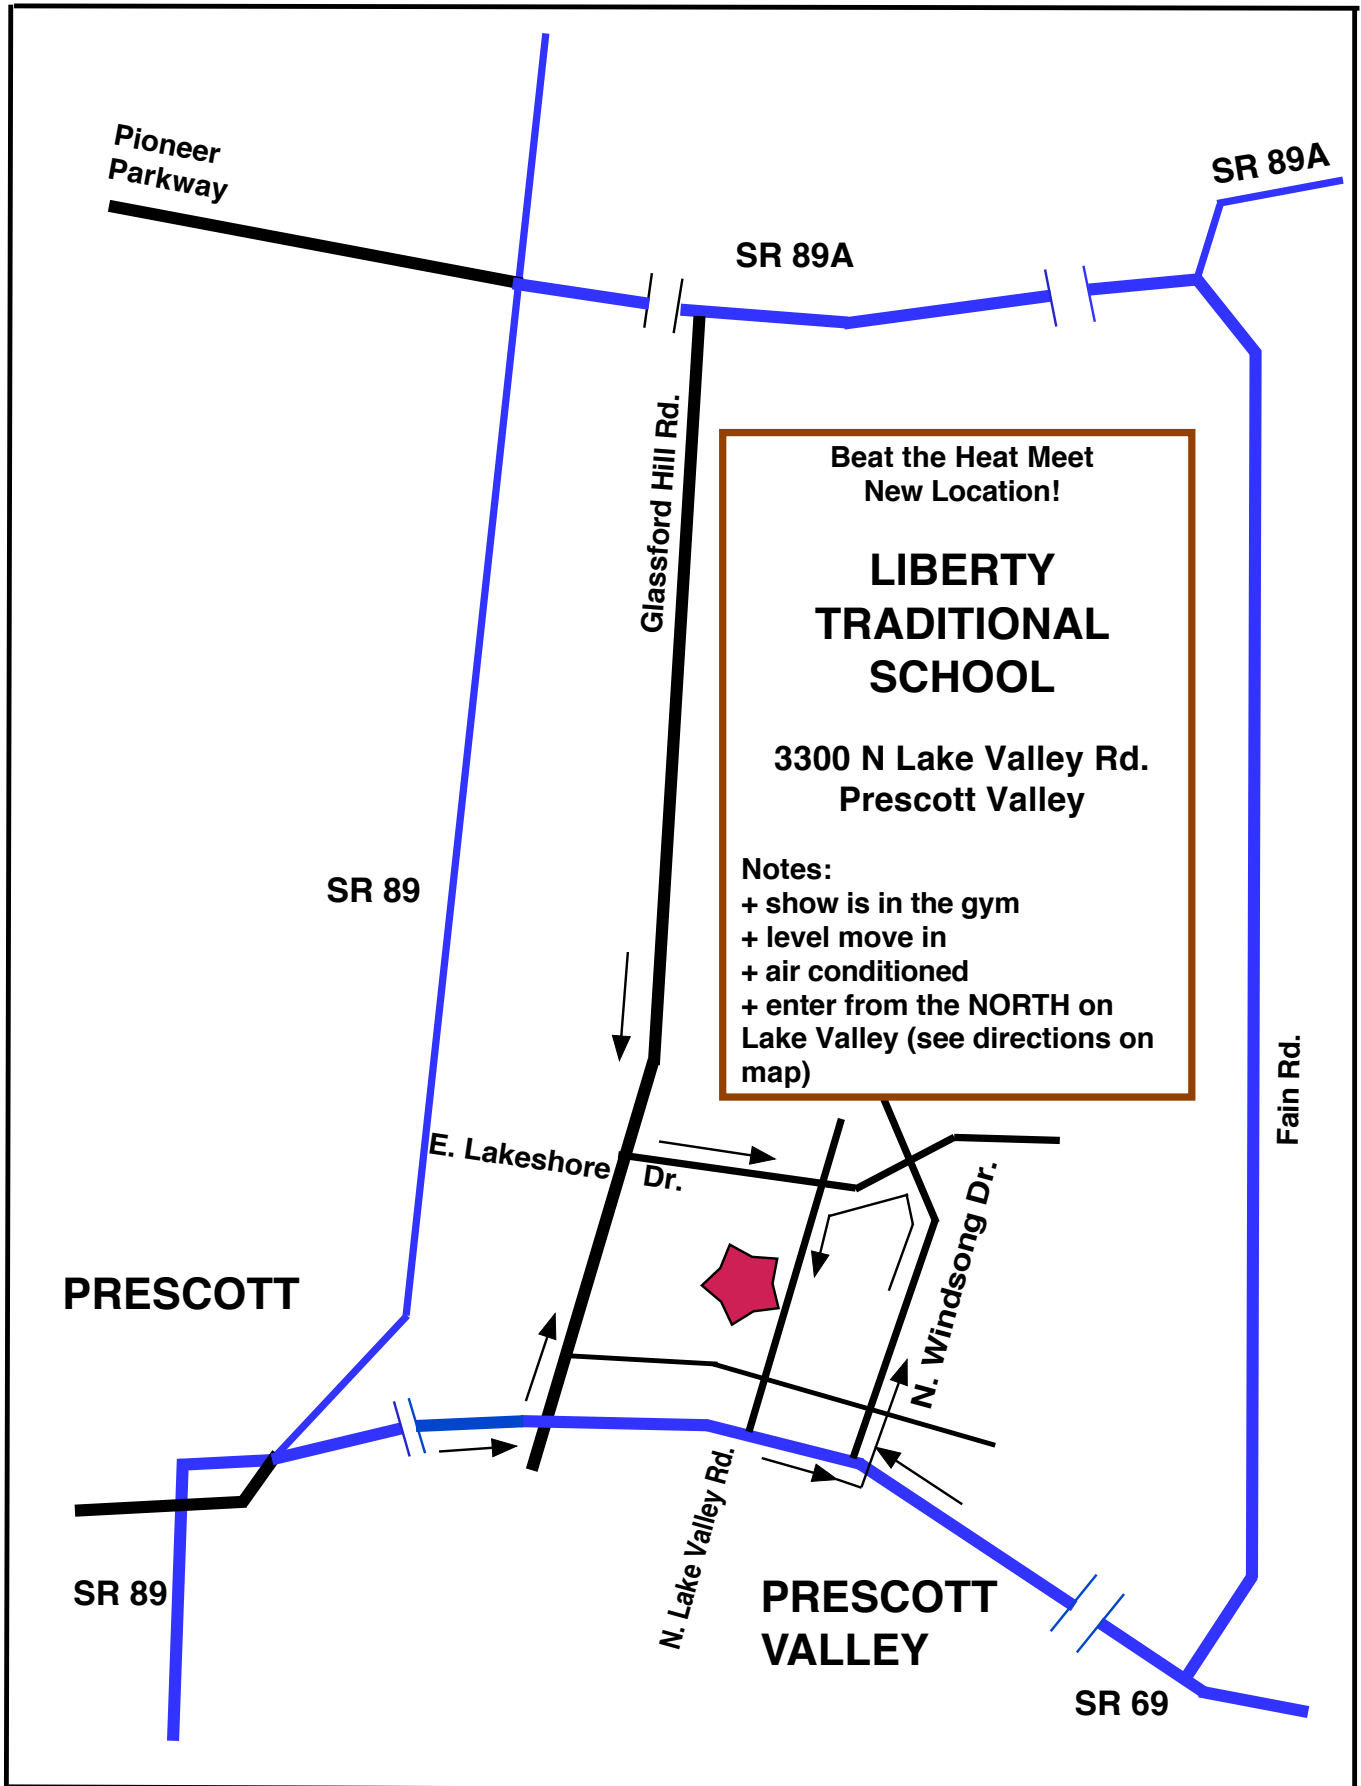 Pioneer
Parkway
SR 89A
SR 89A
Glassford Hill Rd.
Beat the Heat Meet
New Location!
LIBERTY
TRADITIONAL
SCHOOL
3300 N Lake Valley Rd.
Prescott Valley
Notes:
+ show is in the gym
+ level move in
+ air conditioned
+ enter from the NORTH on
Lake Valley (see directions on
map)
SR 89
Fain Rd.
E. Lakeshore Dr.
N. Windsong Dr.
PRESCOTT
N. Lake Valley Rd.
SR 89
PRESCOTT
VALLEY
SR 69